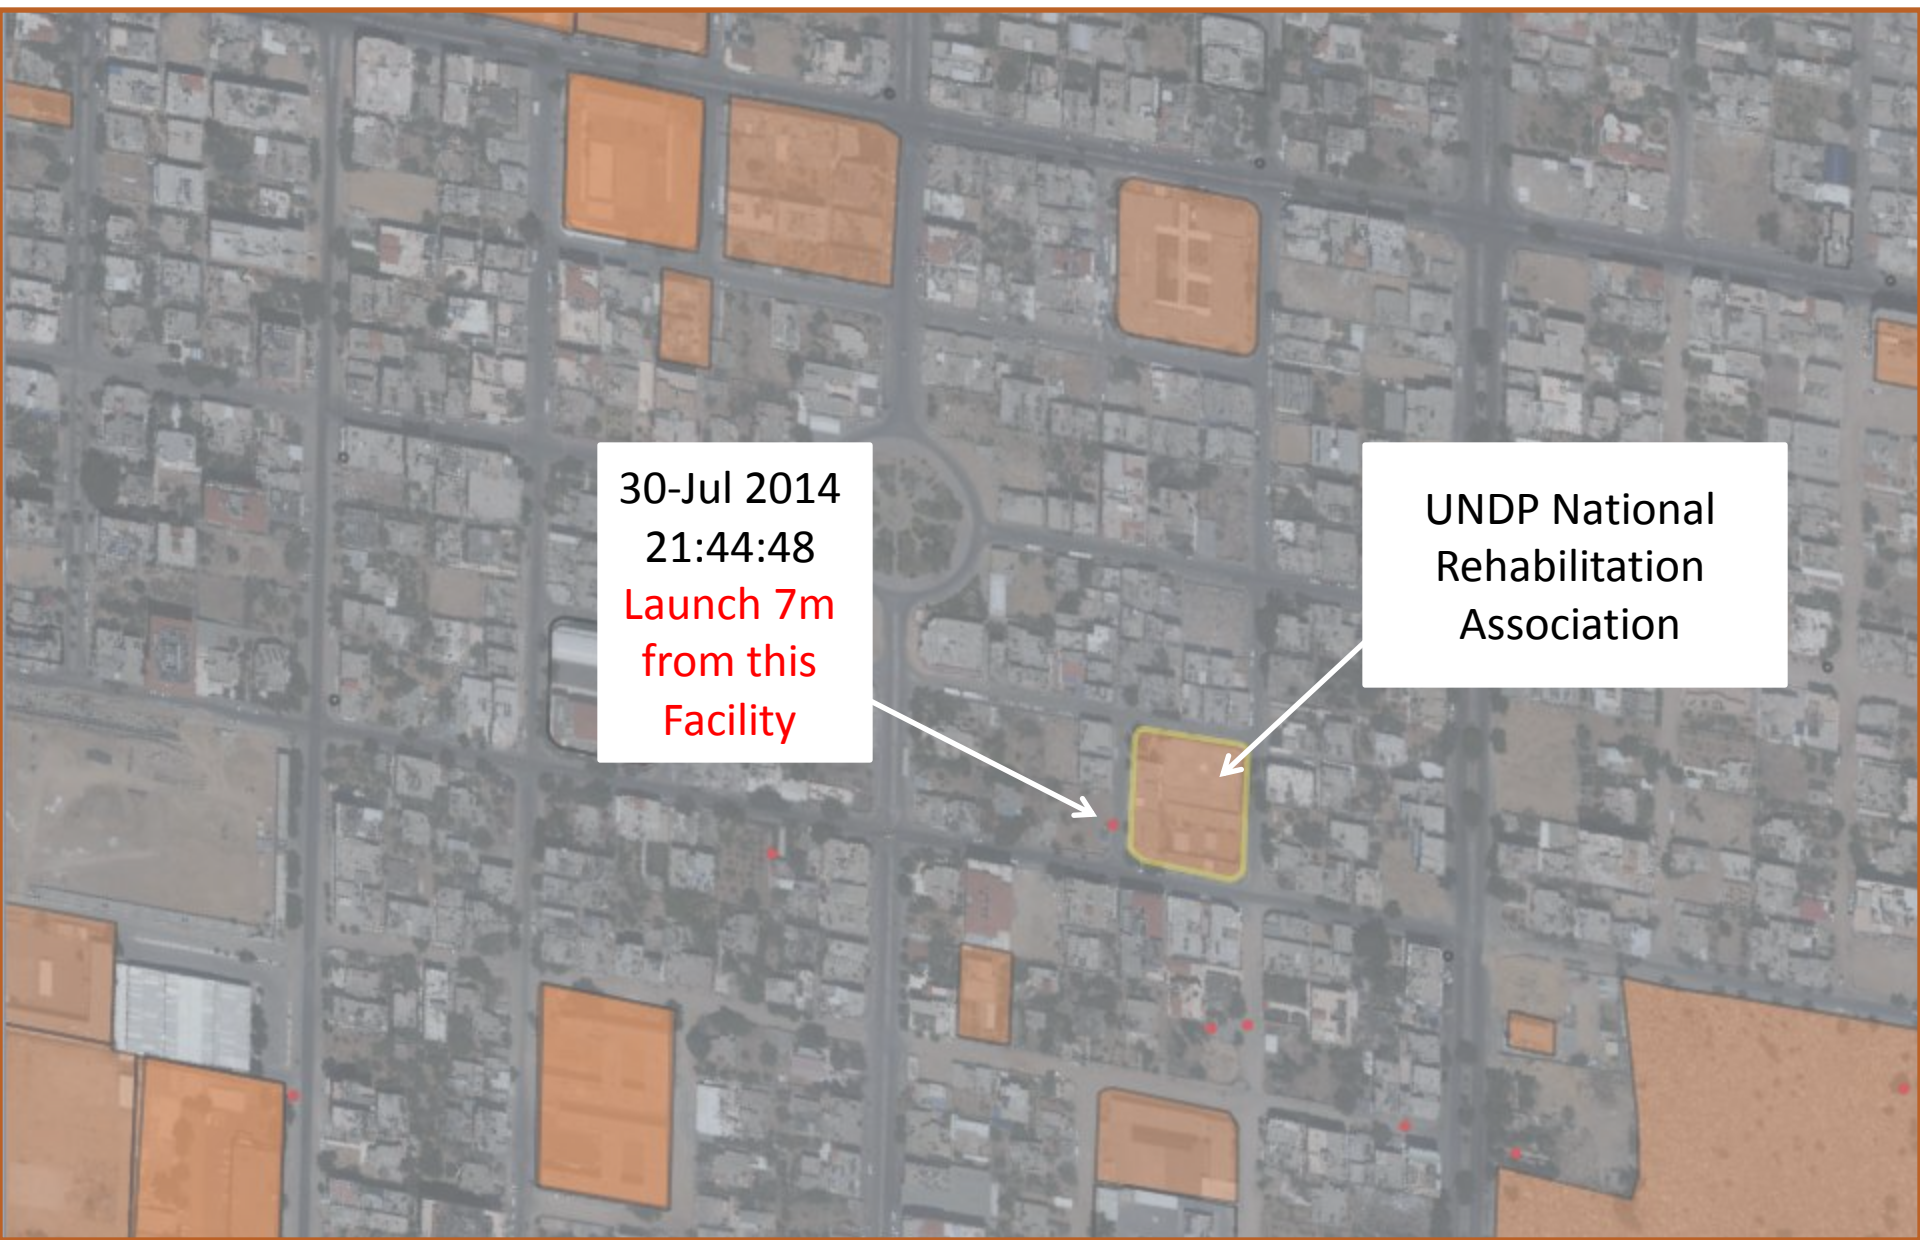 30-Jul 2014
21:44:48
Launch 7m
from this
Facility
UNDP National
Rehabilitation
Association